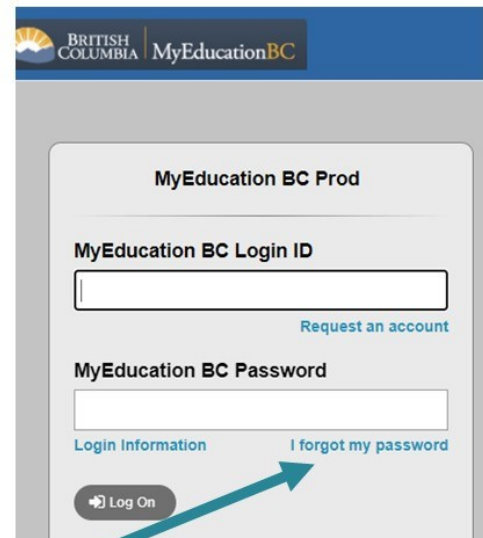 BRITISH
COLUMBIA MyEducationBC
MyEducation BC Prod
MyEducation BC Login ID
Request an account
MyEducation BC Password
Login Information I forgot my password
Log On